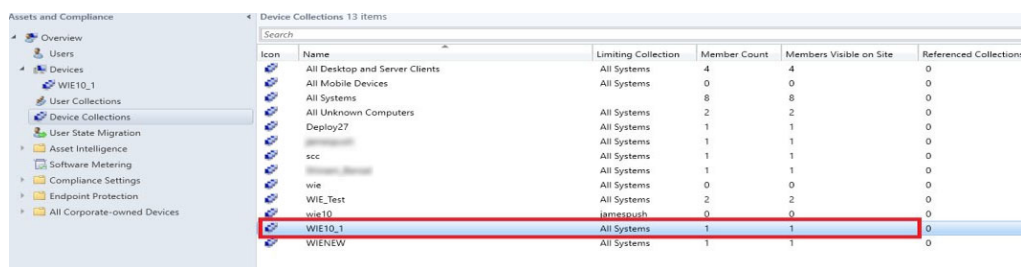 Assets and Compliance
Overview
Users
Devices
WIE10_1
User Collections
Device Collections
User State Migration
Asset Intelligence
Software Metering
Compliance Settings
Endpoint Protection
All Corporate-owned Devices
Device Collections 13 items
Search
Icon Name Limiting Collection Member Count Members Visible on Site Referenced Collections
All Desktop and Server Clients All Systems 4 4 0
All Mobile Devices All Systems 0 0 0
All Systems 8 8 0
All Unknown Computers All Systems 2 2 0
Deploy27 All Systems 1 1 0
All Systems 1 1 0
scc All Systems 1 1 0
All Systems 1 1 0
wie All Systems 0 0 0
WIE_Test All Systems 2 2 0
wie10 jamespush 0 0 0
WIE10_1 All Systems 1 1 0
WIENEW All Systems 1 1 0